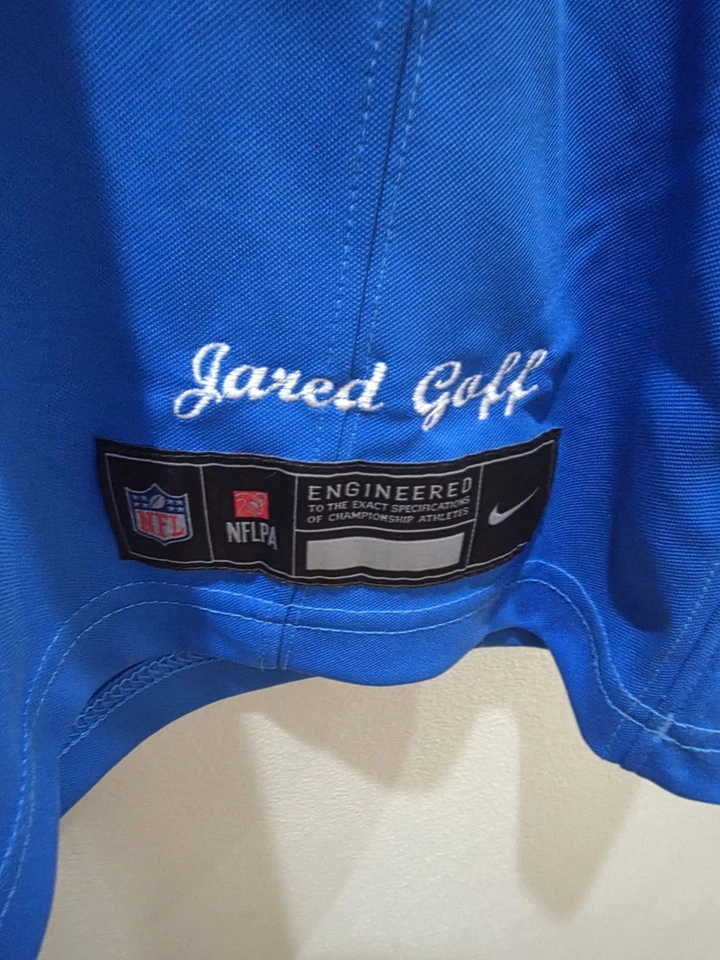 Jared Goff
NFL
NFLPA
ENGINEERED
TO THE EXACT SPECIFICATIONS
OF CHAMPIONSHIP ATHLETES